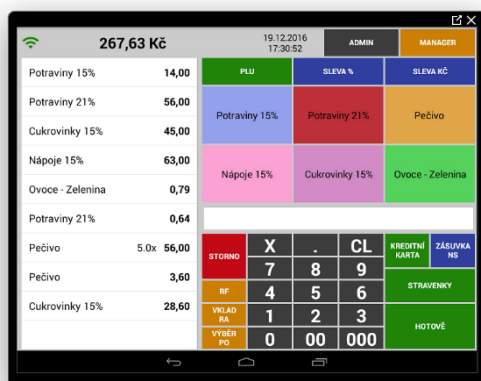 267,63 Kč
19.12.2016
17:30:52
ADMIN
MANAGER
Potraviny 15% 14,00
Potraviny 21% 56,00
Cukrovinky 15% 45,00
Nápoje 15% 63,00
Ovoce - Zelenina 0,79
Potraviny 21% 0,64
Pečivo 5.0x 56,00
Pečivo 3,60
Cukrovinky 15% 28,60
PLU
SLEVA %
SLEVA KČ
Potraviny 15%
Potraviny 21%
Pečivo
Nápoje 15%
Cukrovinky 15%
Ovoce - Zelenina
STORNO
X . CL
KREDITNÍ
KARTA
ZÁSUVKA
NS
7 8 9
RF
4 5 6
STRAVENKY
VKLAD
RA
1 2 3
VÝBĚR
PO
0 00 000
HOTOVĚ